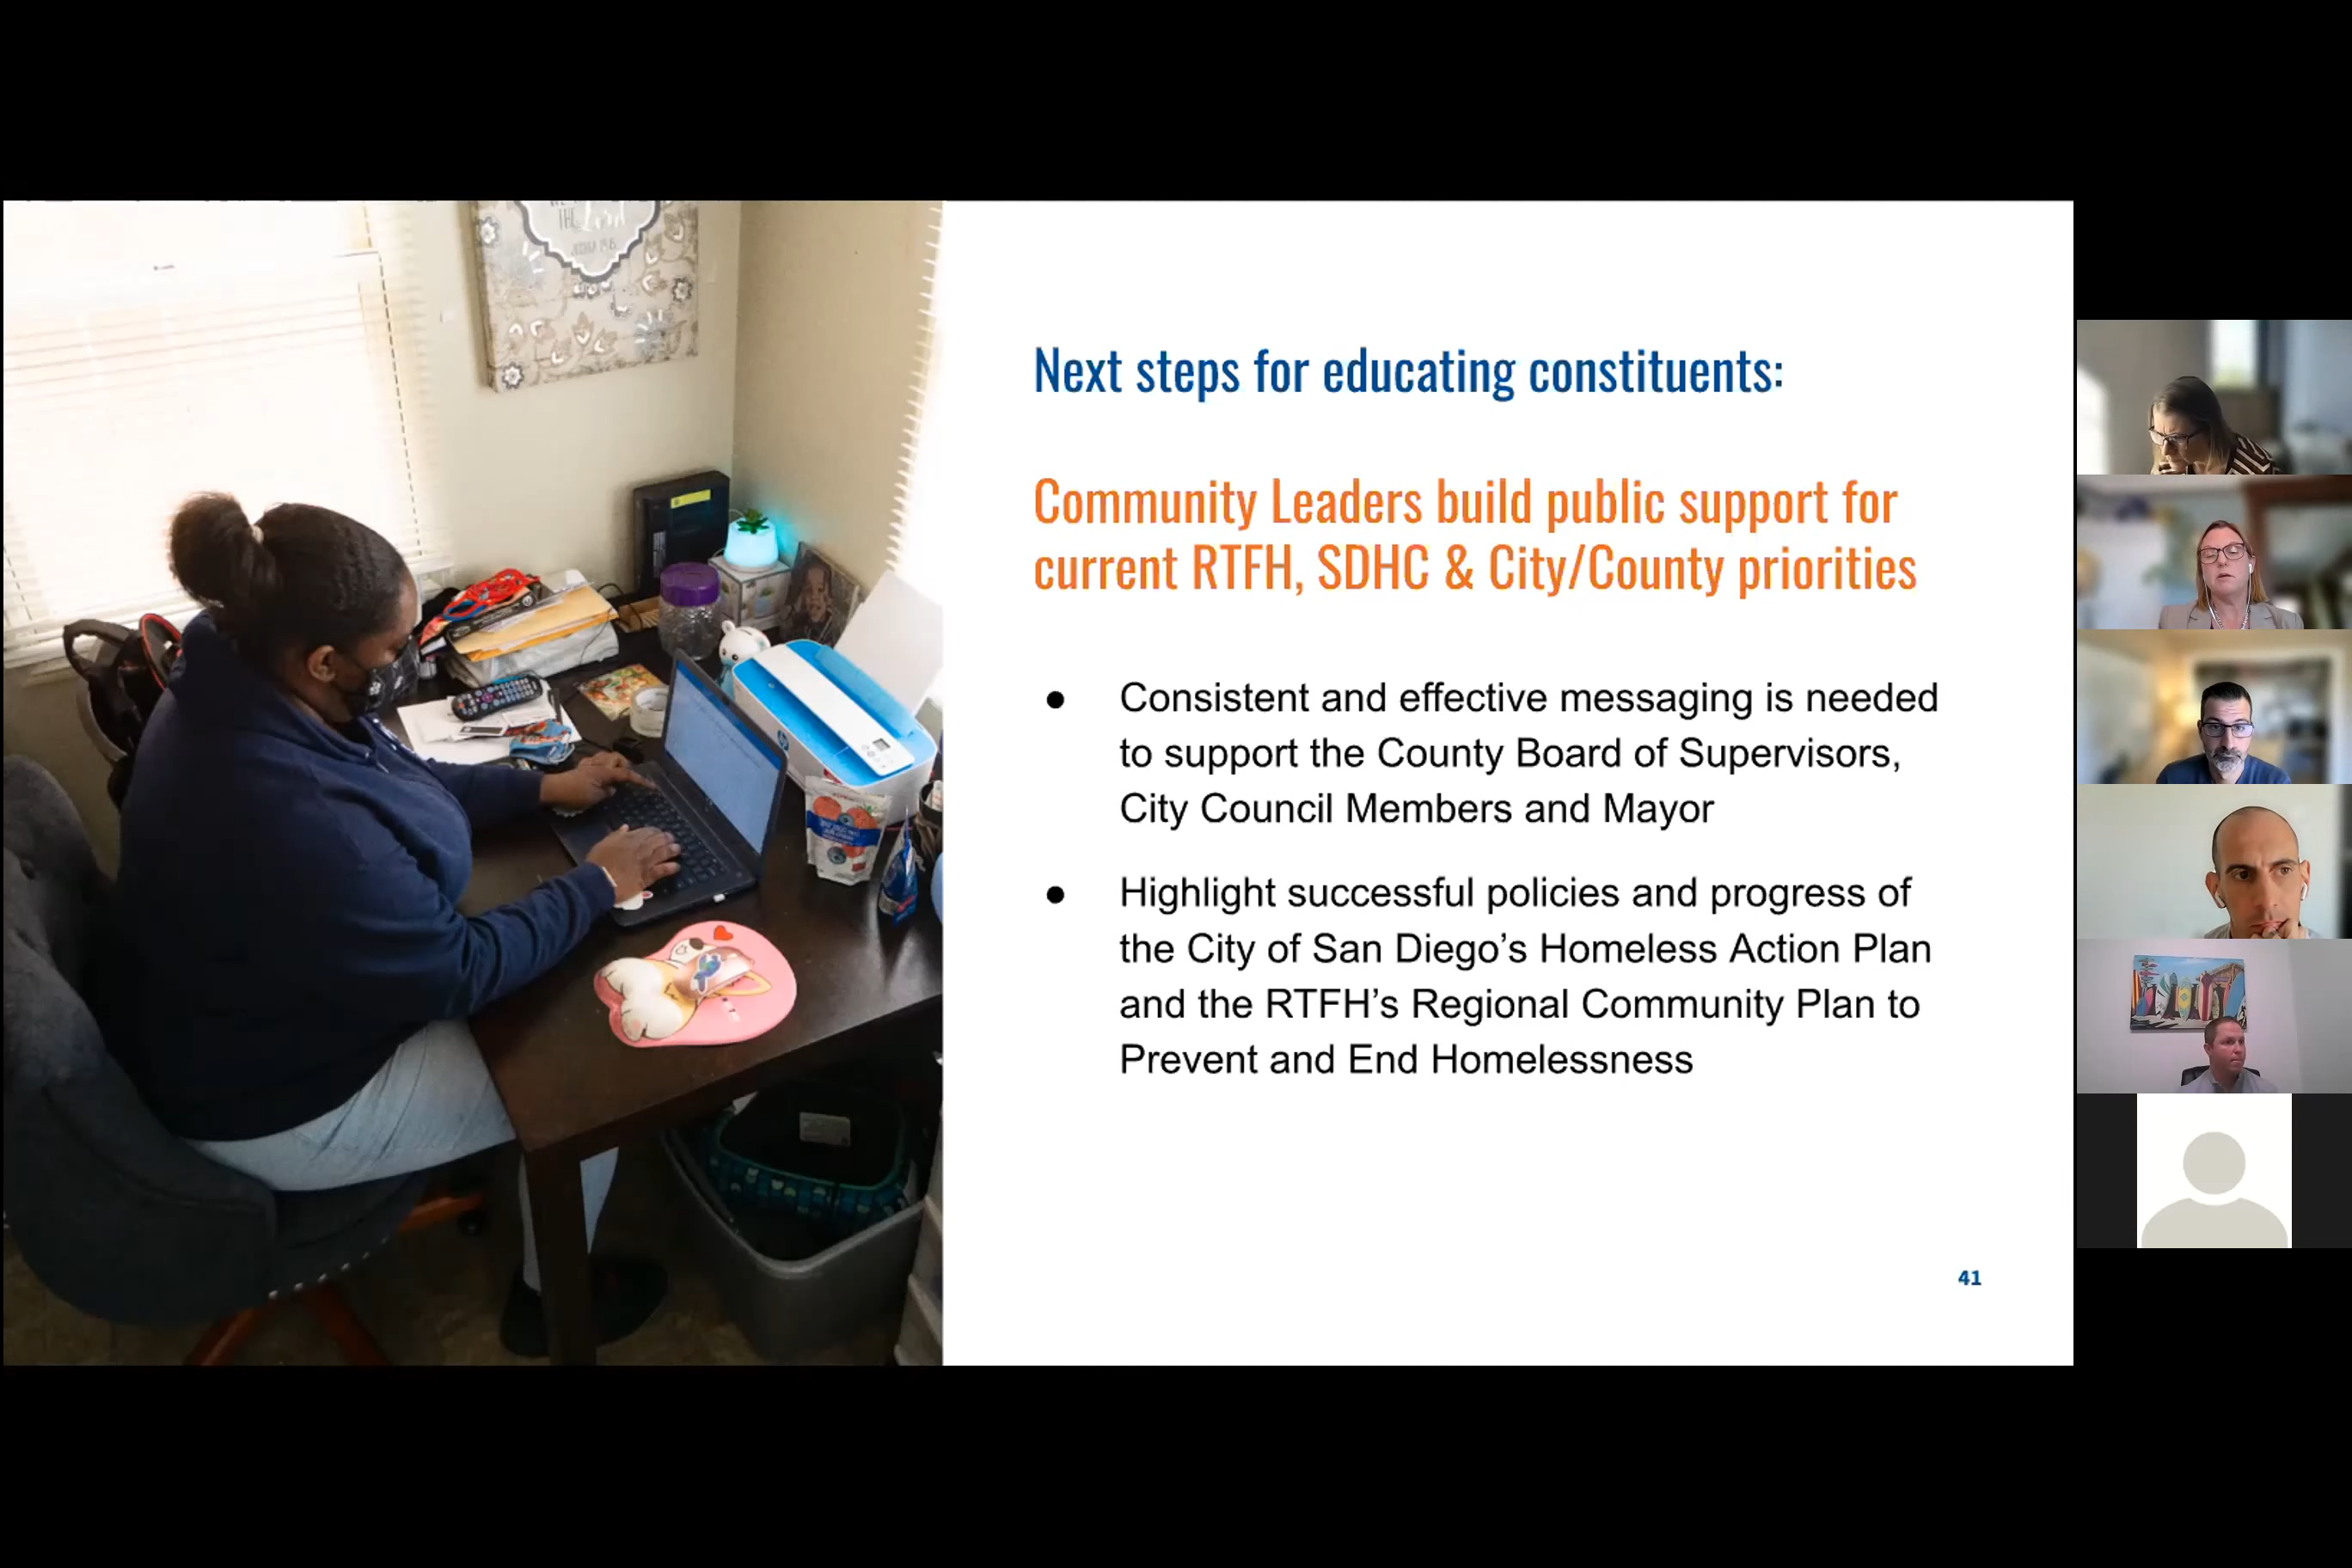 THE Lord
Next steps for educating constituents:
Community Leaders build public support for
current RTFH, SDHC & City/County priorities
● Consistent and effective messaging is needed
to support the County Board of Supervisors,
City Council Members and Mayor
● Highlight successful policies and progress of
the City of San Diego’s Homeless Action Plan
and the RTFH’s Regional Community Plan to
Prevent and End Homelessness
41